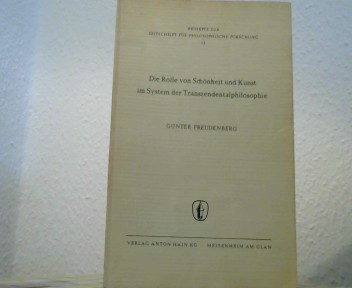 BEIHEFTE ZUR
ZEITSCHRIFT FÜR PHILOSOPHISCHE FORSCHUNG
Die Rolle von Schönheit und Kunst
im System der Transzendentalphilosophie
GÜNTER FREUDENBERG
VERLAG ANTON HAIN KG · MEISENHEIM AM GLAN